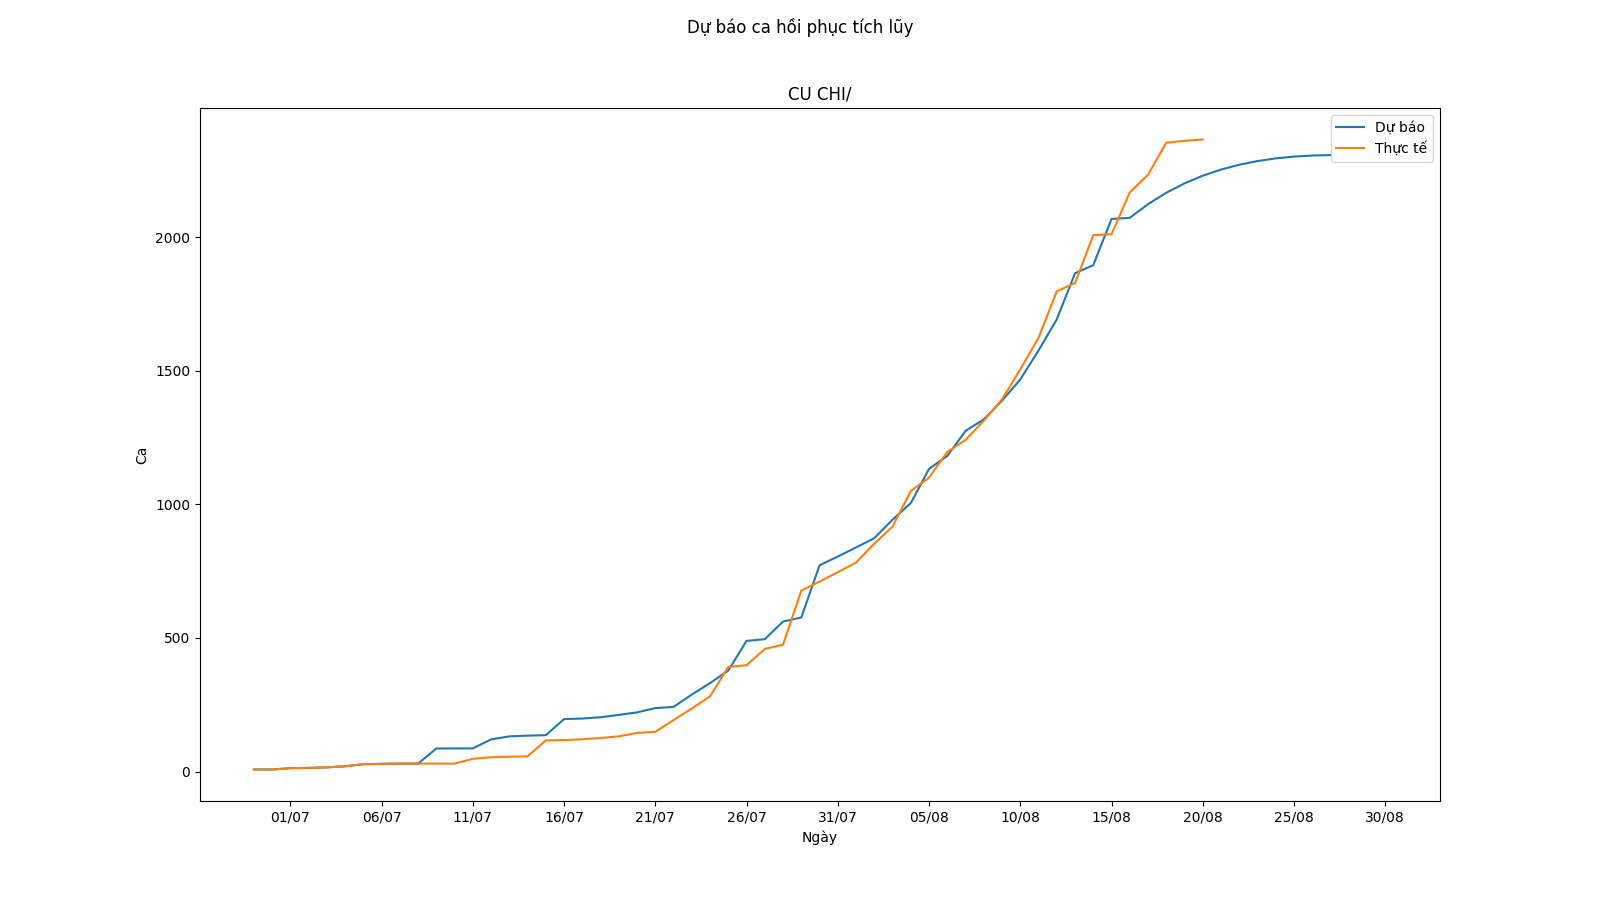 Dự báo ca hồi phục tích lũy
CU CHI/
Dự báo
Thực tế
Ca
2000
1500
1000
500
0
01/07 06/07 11/07 16/07 21/07 26/07 31/07 05/08 10/08 15/08 20/08 25/08 30/08
Ngày